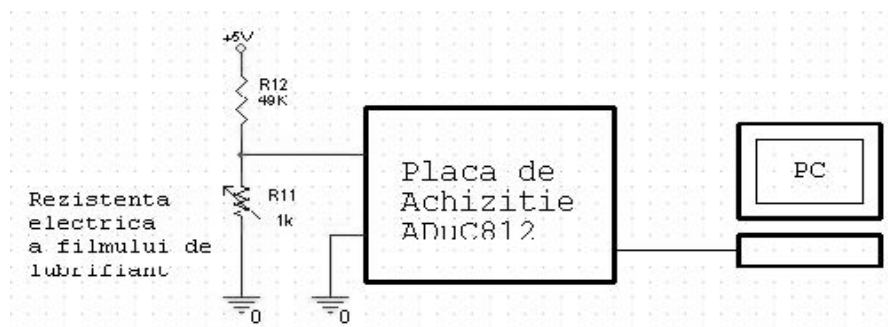 +5V
R12
49K
R11
1k
Rezistenta
electrica
a filmului de
lubrifiant
0
0
Placa de
Achizitie
ADuC812
PC